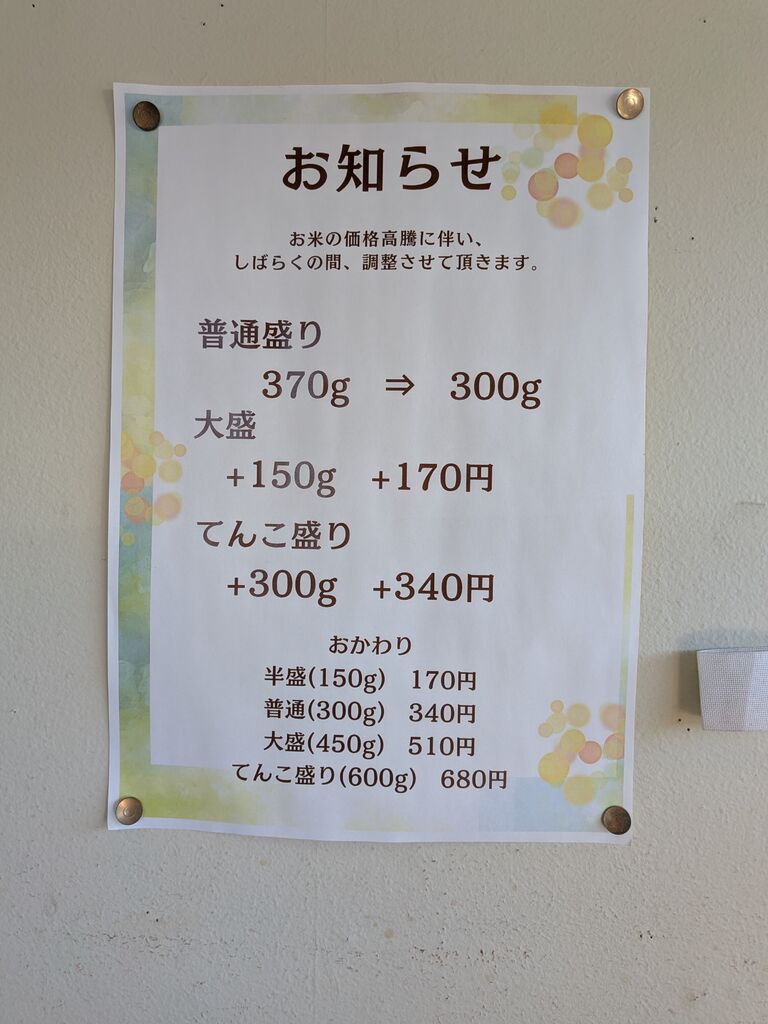 お知らせ
お米の価格高騰に伴い、
しばらくの間、調整させて頂きます。
普通盛り
370g ⇒ 300g
大盛
+150g +170円
てんこ盛り
+300g +340円
おかわり
半盛(150g) 170円
普通(300g) 340円
大盛(450g) 510円
てんこ盛り(600g) 680円